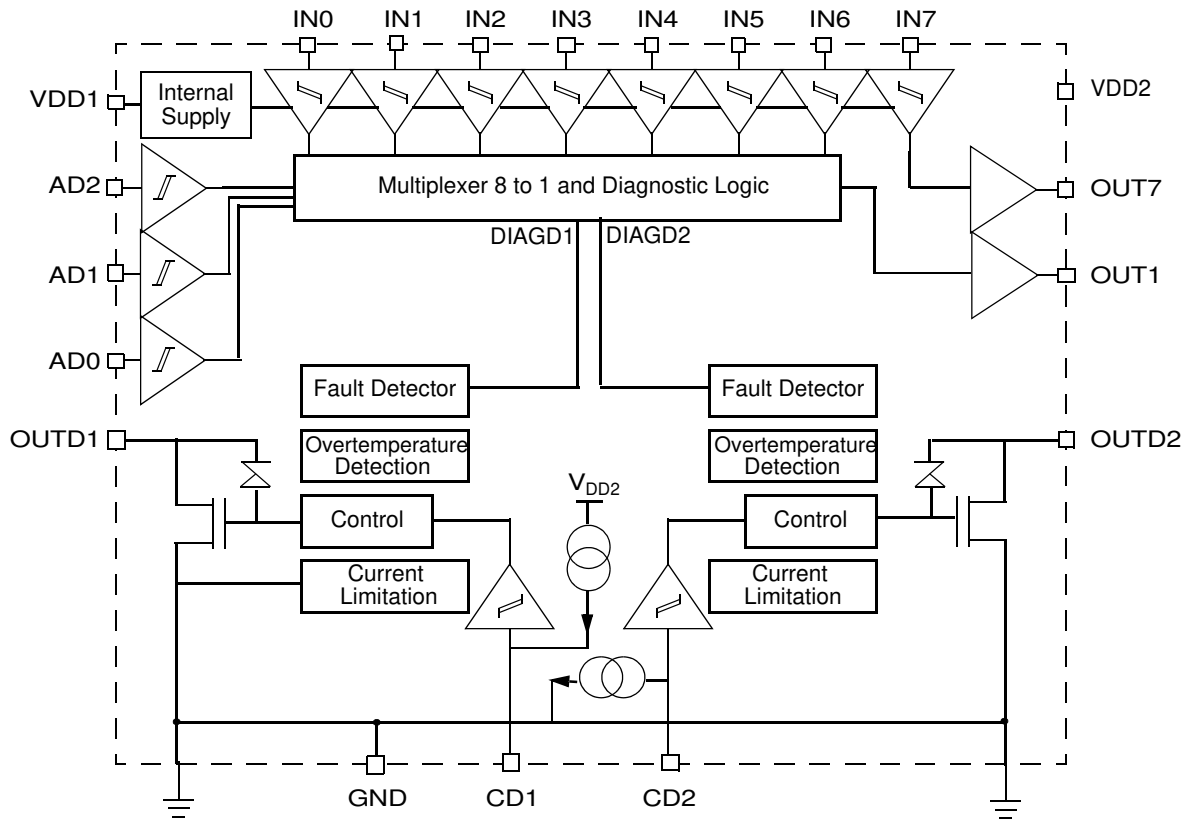 IN0 IN1 IN2 IN3 IN4 IN5 IN6 IN7
VDD1
Internal
Supply
VDD2
AD2
Multiplexer 8 to 1 and Diagnostic Logic
OUT7
DIAGD1 DIAGD2
AD1
OUT1
AD0
Fault Detector
Fault Detector
OUTD1
Overtemperature
Detection
Overtemperature
Detection
OUTD2
VDD2
Control
Control
Current
Limitation
Current
Limitation
GND CD1 CD2